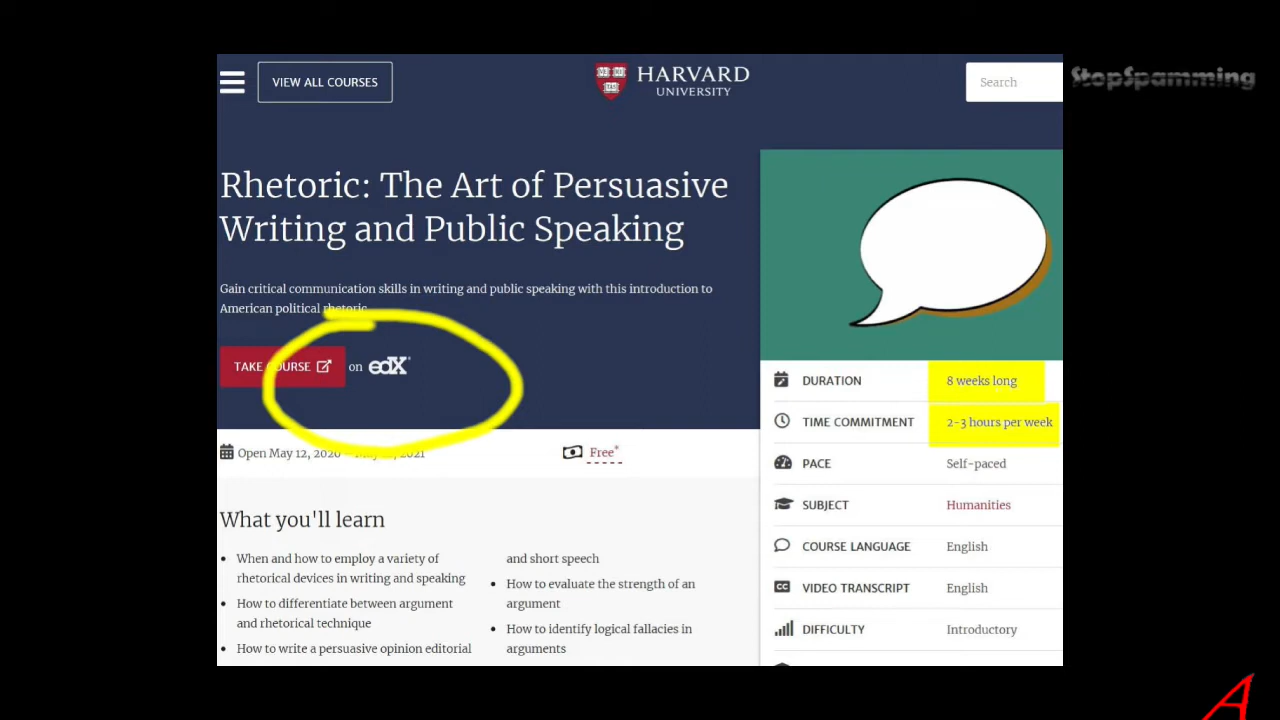 VIEW ALL COURSES
HARVARD
UNIVERSITY
Search
StopSpamming
Rhetoric: The Art of Persuasive
Writing and Public Speaking
Gain critical communication skills in writing and public speaking with this introduction to
American political rhetoric.
TAKE COURSE on edX
Open May 12, 2020 – May 2021
Free*
What you'll learn
When and how to employ a variety of
rhetorical devices in writing and speaking
How to differentiate between argument
and rhetorical technique
How to write a persuasive opinion editorial
and short speech
How to evaluate the strength of an
argument
How to identify logical fallacies in
arguments
DURATION 8 weeks long
TIME COMMITMENT 2-3 hours per week
PACE Self-paced
SUBJECT Humanities
COURSE LANGUAGE English
VIDEO TRANSCRIPT English
DIFFICULTY Introductory
A